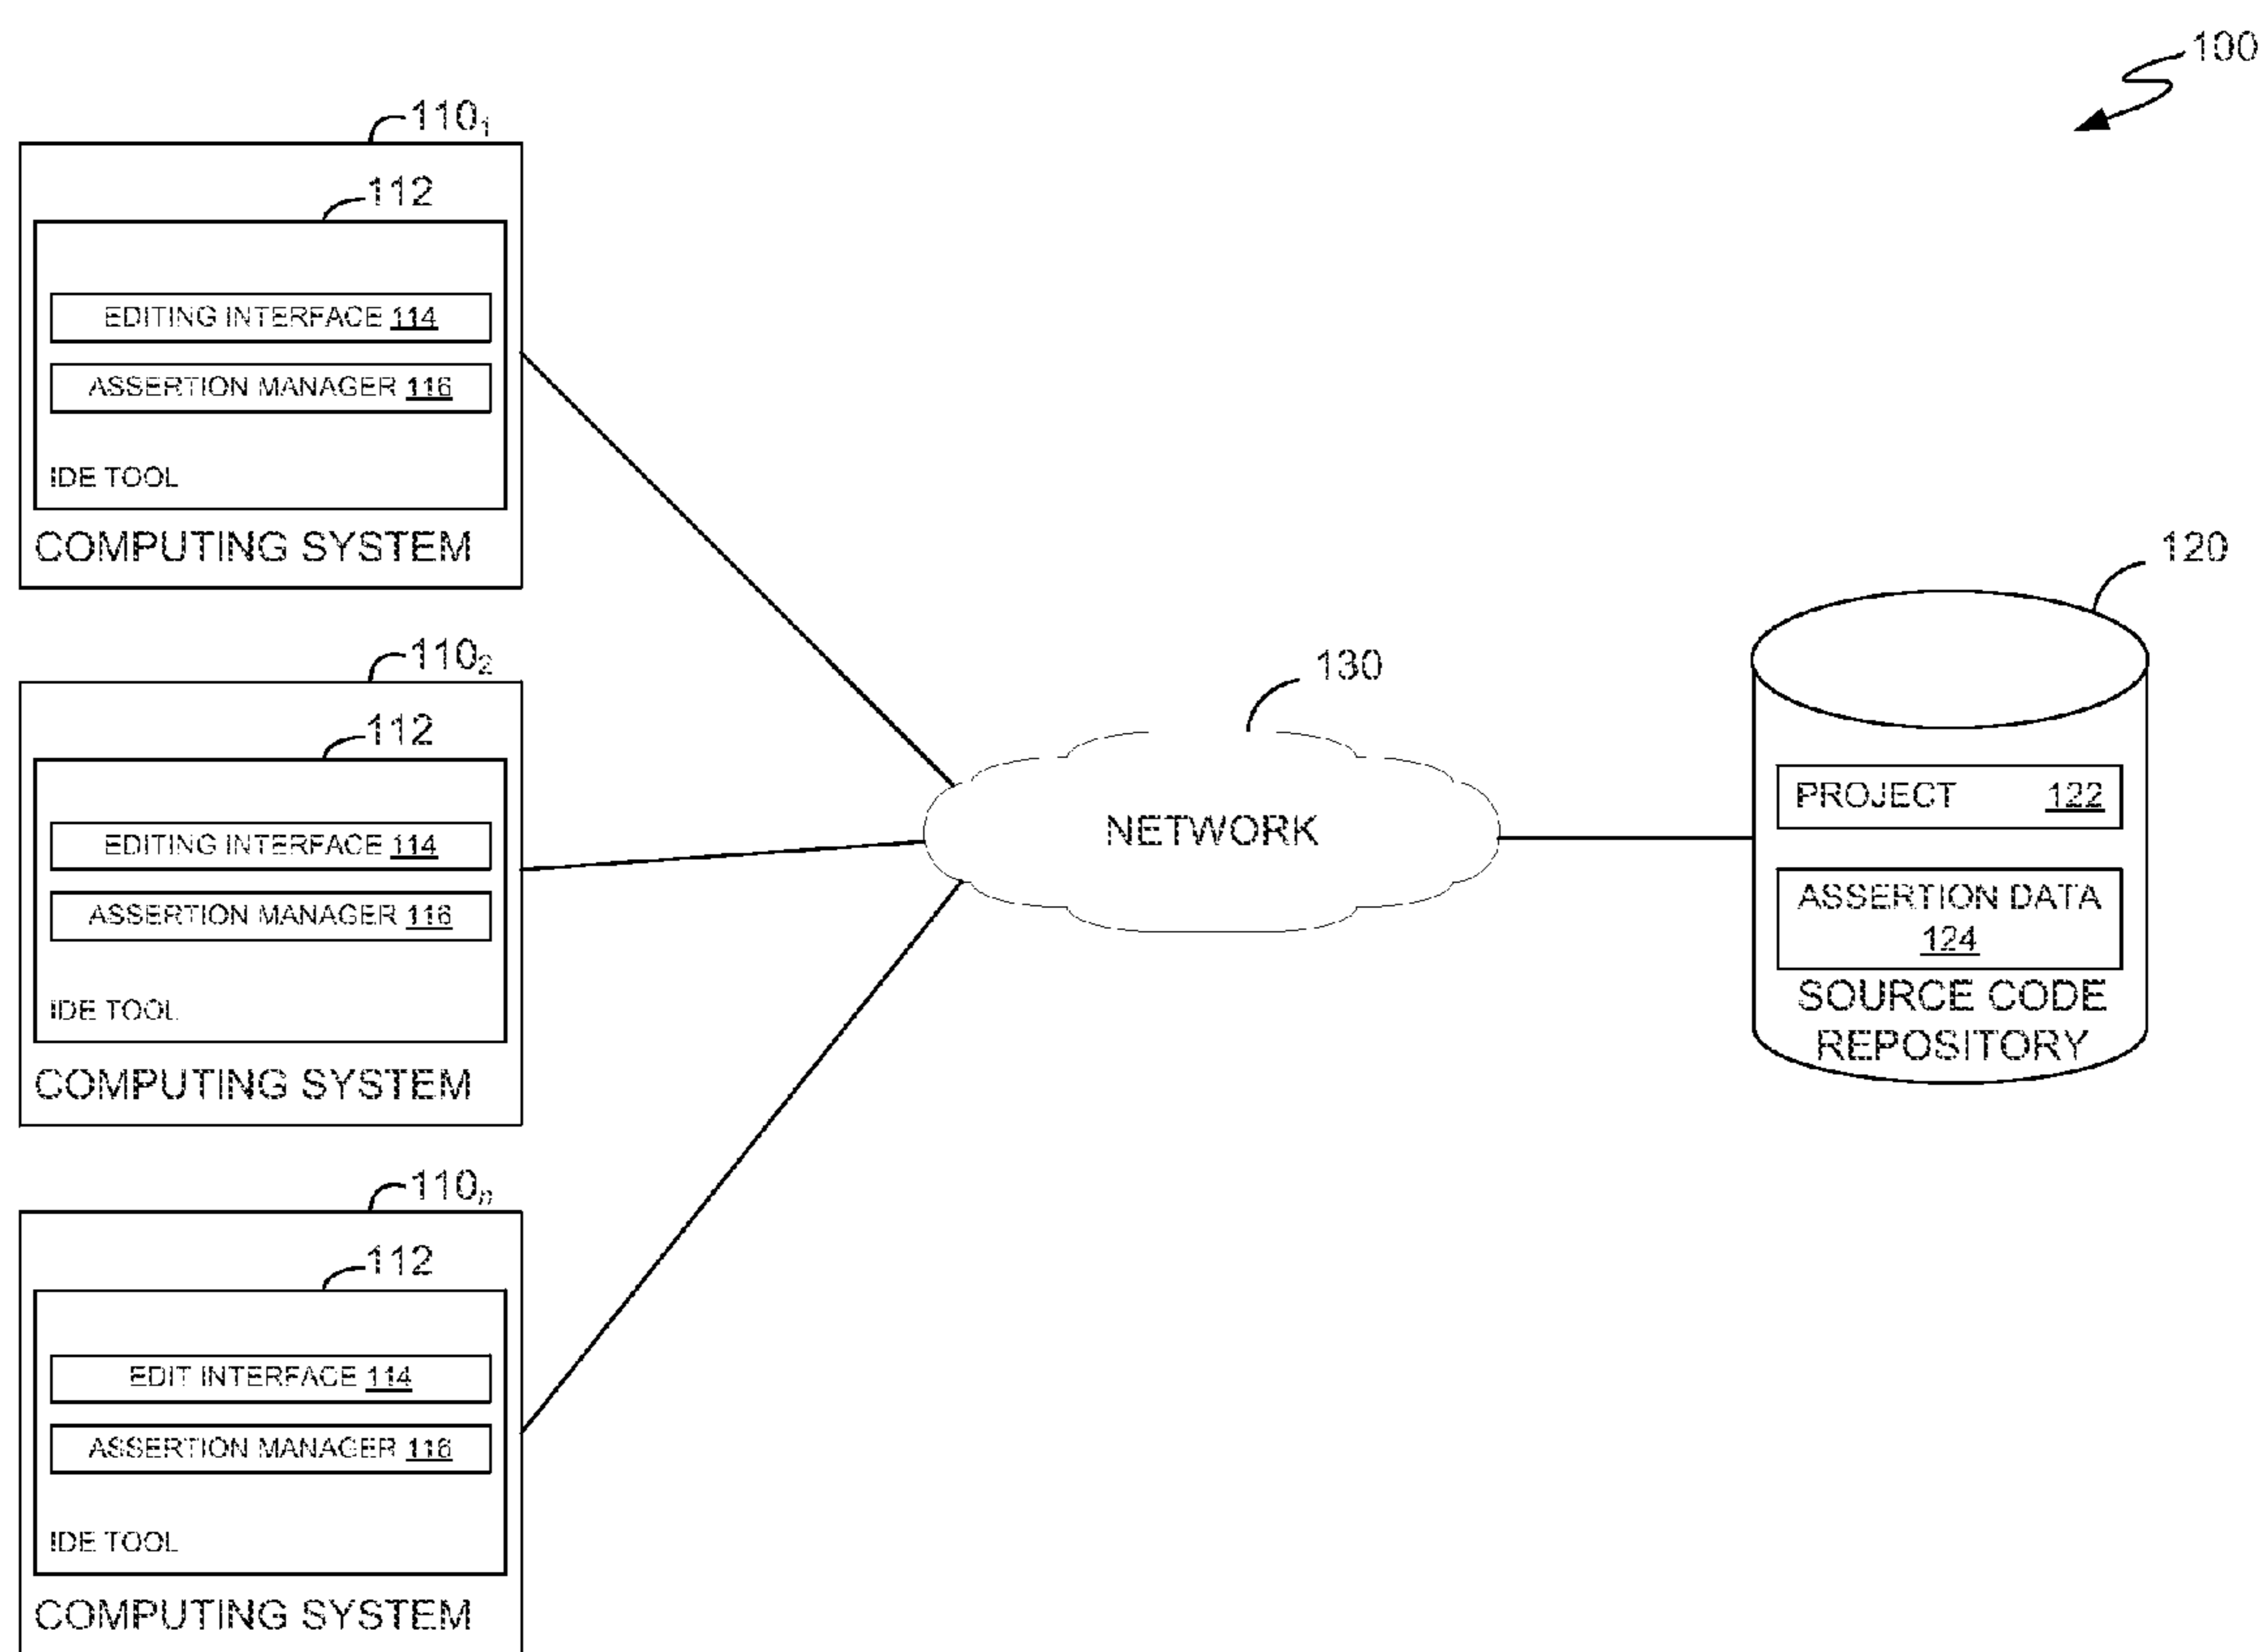 100
110₁
112
EDITING INTERFACE 114
ASSERTION MANAGER 116
IDE TOOL
COMPUTING SYSTEM
110₂
112
EDITING INTERFACE 114
ASSERTION MANAGER 116
IDE TOOL
COMPUTING SYSTEM
110ₙ
112
EDIT INTERFACE 114
ASSERTION MANAGER 116
IDE TOOL
COMPUTING SYSTEM
130
NETWORK
120
PROJECT 122
ASSERTION DATA
124
SOURCE CODE
REPOSITORY